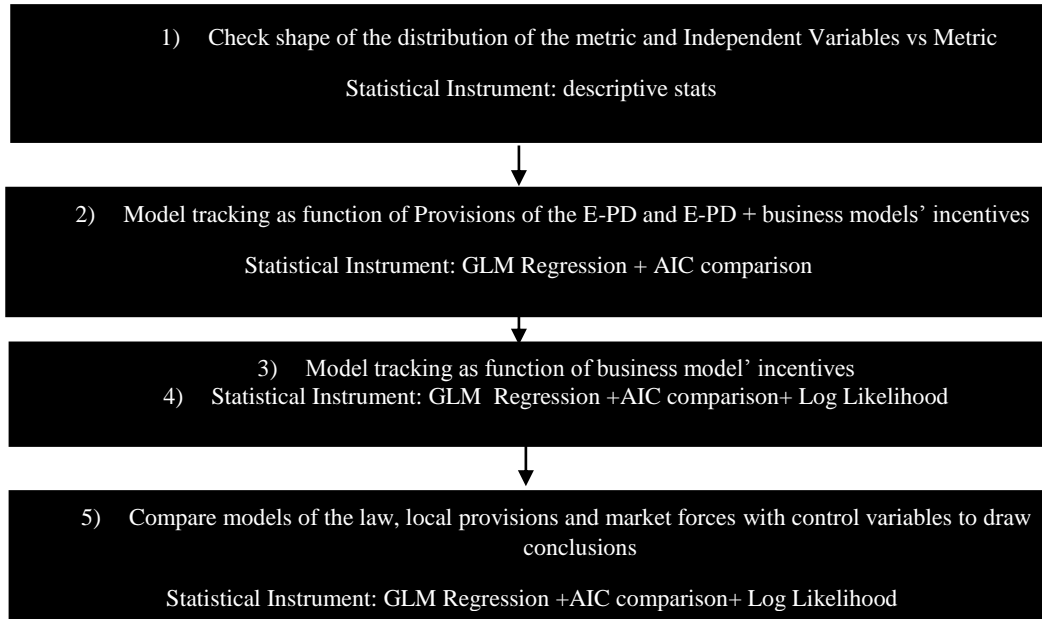 1) Check shape of the distribution of the metric and Independent Variables vs Metric
Statistical Instrument: descriptive stats
2) Model tracking as function of Provisions of the E-PD and E-PD + business models’ incentives
Statistical Instrument: GLM Regression + AIC comparison
3) Model tracking as function of business model’ incentives
4) Statistical Instrument: GLM Regression +AIC comparison+ Log Likelihood
5) Compare models of the law, local provisions and market forces with control variables to draw
conclusions
Statistical Instrument: GLM Regression +AIC comparison+ Log Likelihood